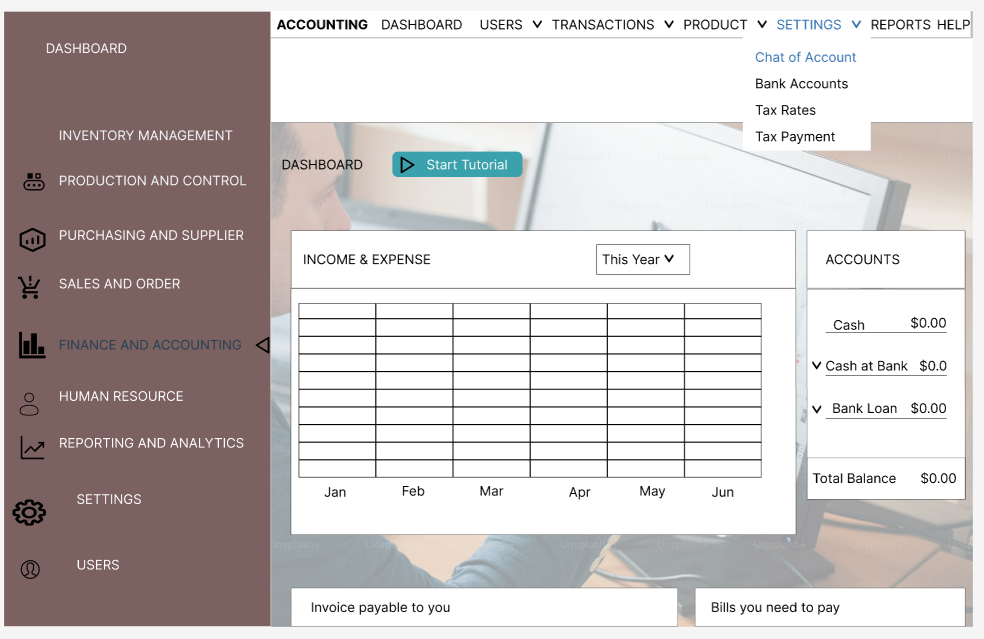 ACCOUNTING DASHBOARD USERS TRANSACTIONS PRODUCT SETTINGS REPORTS HELP
Chat of Account
Bank Accounts
Tax Rates
Tax Payment
DASHBOARD
INVENTORY MANAGEMENT
PRODUCTION AND CONTROL
PURCHASING AND SUPPLIER
SALES AND ORDER
FINANCE AND ACCOUNTING
HUMAN RESOURCE
REPORTING AND ANALYTICS
SETTINGS
USERS
DASHBOARD
Start Tutorial
INCOME & EXPENSE
This Year
Jan Feb Mar Apr May Jun
ACCOUNTS
Cash $0.00
Cash at Bank $0.0
Bank Loan $0.00
Total Balance $0.00
Invoice payable to you
Bills you need to pay